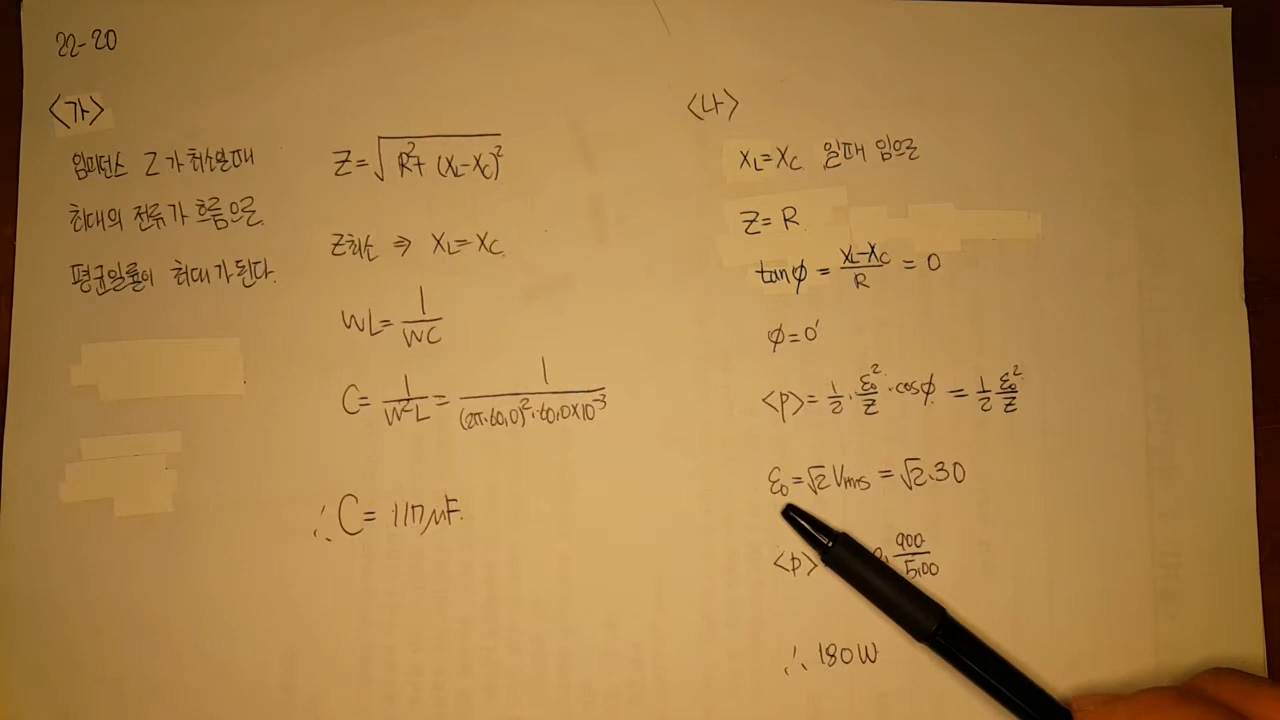 22-20
<가>
임피던스 Z가 최소일때
최대의 전류가 흐름으로
평균일률이 최대가된다.
Z=√R²+(XL-XC)²
Z최소 ⇒ XL=XC
WL=1/WC
C=1/W²L=1/(2π·60.0)²·60.0×10⁻³
∴ C=117μF.
<나>
XL=XC 일때 임으로
Z=R
tanφ=XL-XC/R=0
φ=0°
<p>=1/2·ε₀²/Z·cosφ=1/2 ε₀²/Z
ε₀=√2Vrms=√2·30
<p> 900/5.00
∴ 180W